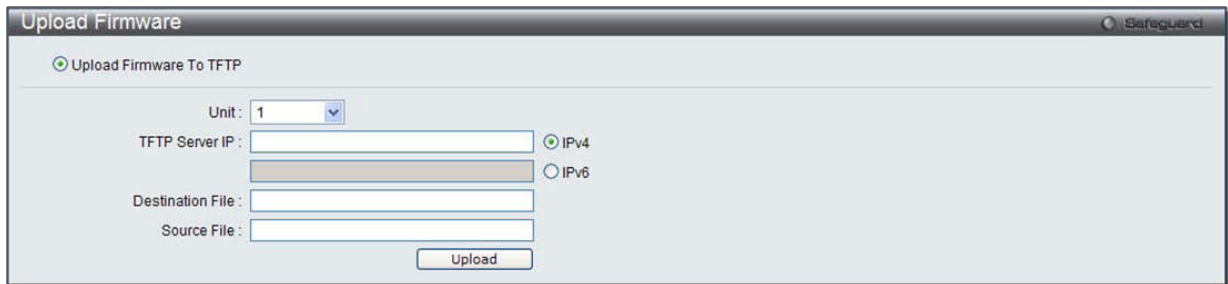 Upload Firmware
Safeguard
Upload Firmware To TFTP
Unit : 1
TFTP Server IP : IPv4
IPv6
Destination File :
Source File :
Upload